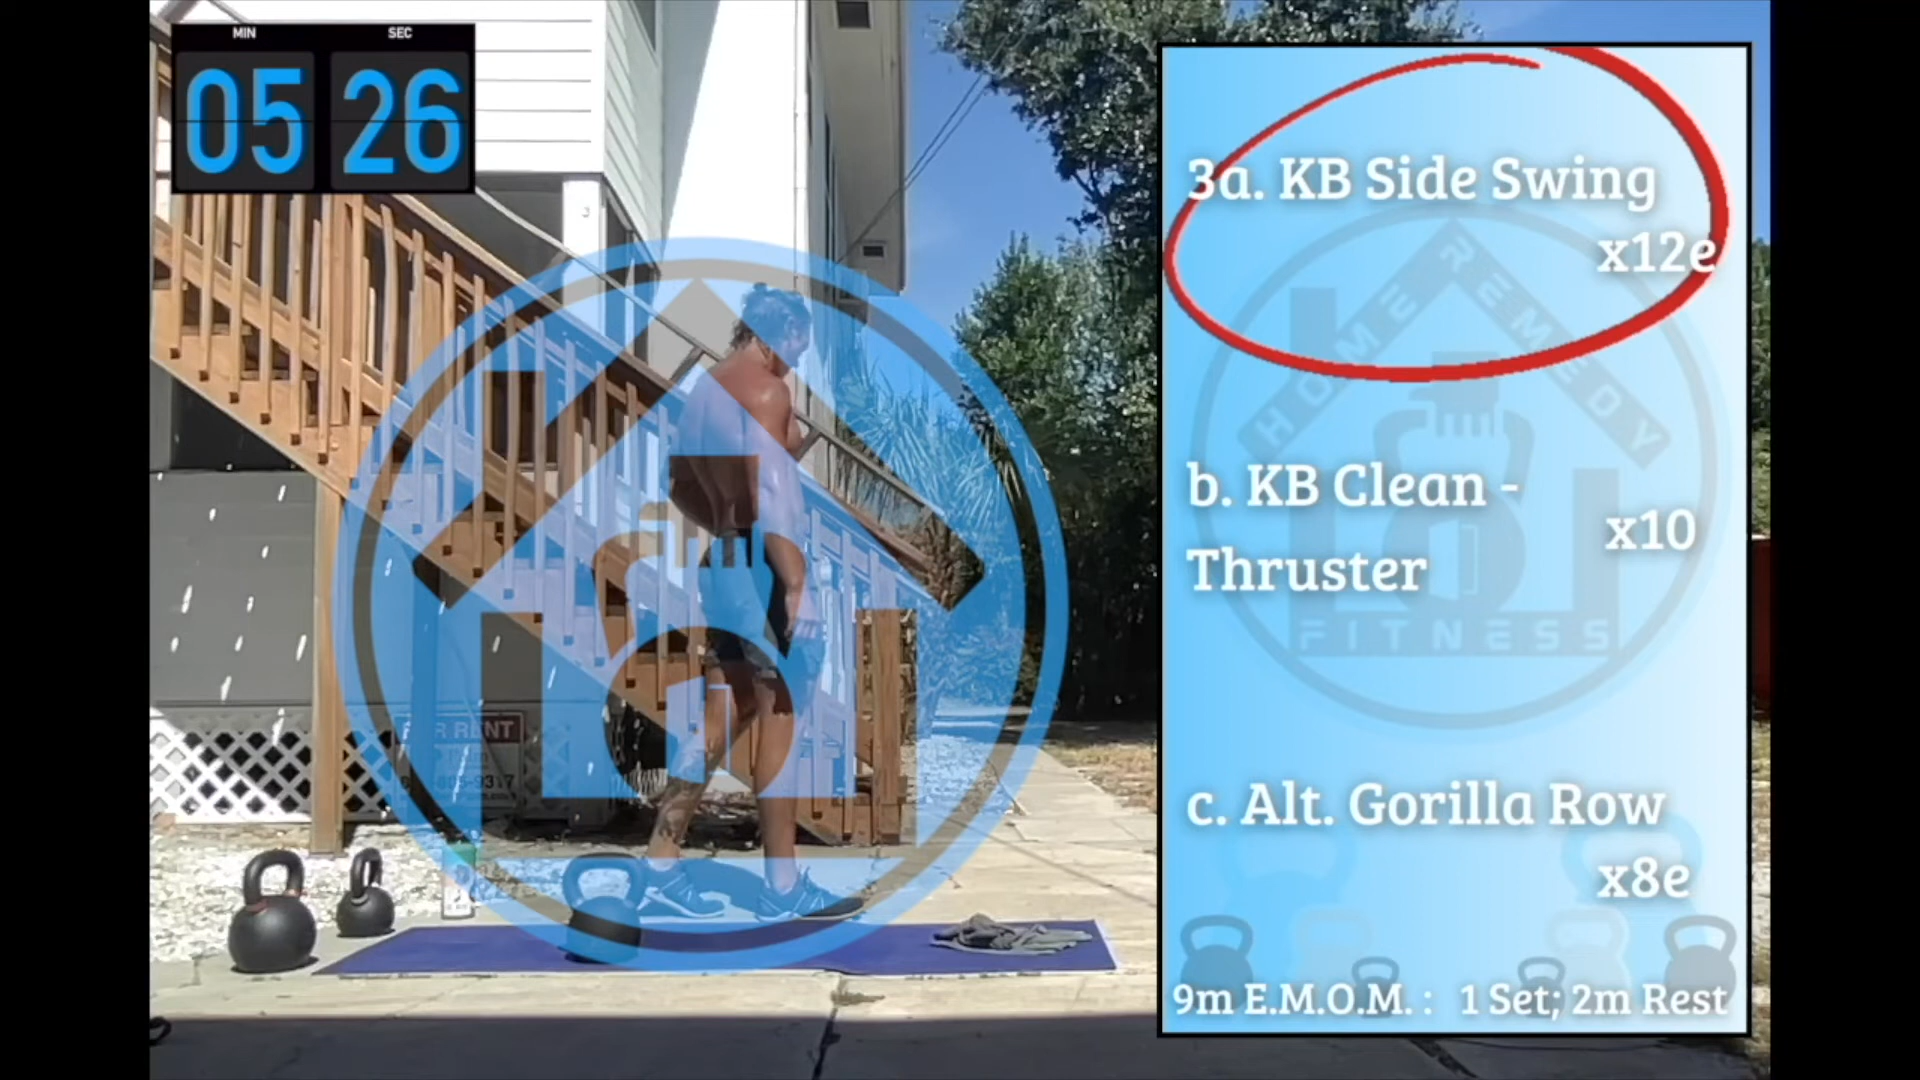 MIN SEC
05 26
3a. KB Side Swing
x12e
HOME REMEDY
b. KB Clean -
x10
Thruster
FITNESS
c. Alt. Gorilla Row
x8e
9m E.M.O.M. : 1 Set; 2m Rest
RENT